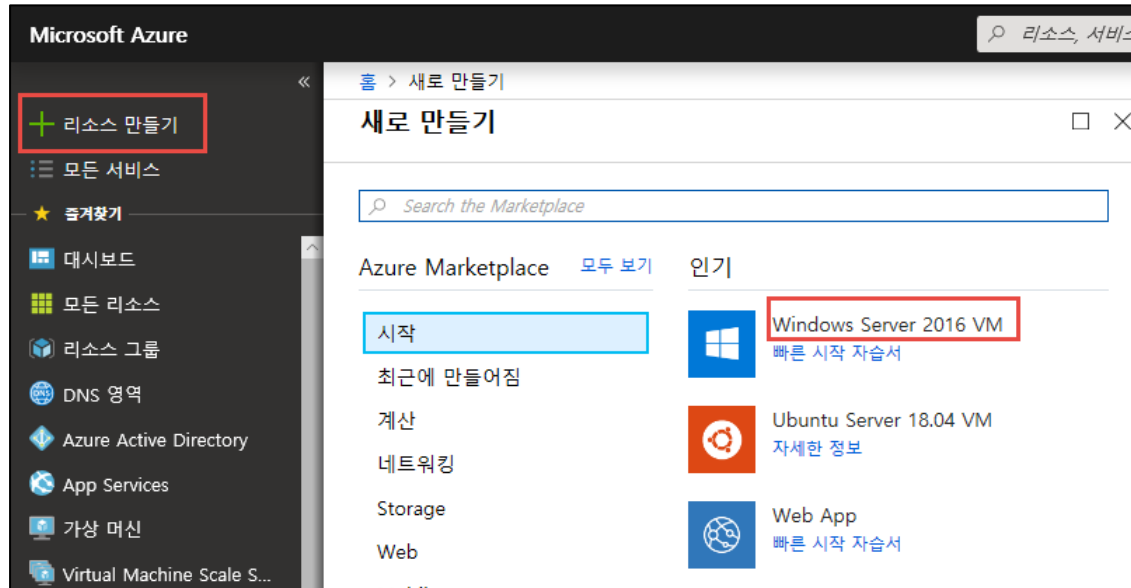 Microsoft Azure
리소스, 서비스
홈 > 새로 만들기
새로 만들기
리소스 만들기
모든 서비스
즐겨찾기
대시보드
모든 리소스
리소스 그룹
DNS 영역
Azure Active Directory
App Services
가상 머신
Virtual Machine Scale S...
Search the Marketplace
Azure Marketplace 모두 보기
시작
최근에 만들어짐
계산
네트워킹
Storage
Web
인기
Windows Server 2016 VM
빠른 시작 자습서
Ubuntu Server 18.04 VM
자세한 정보
Web App
빠른 시작 자습서